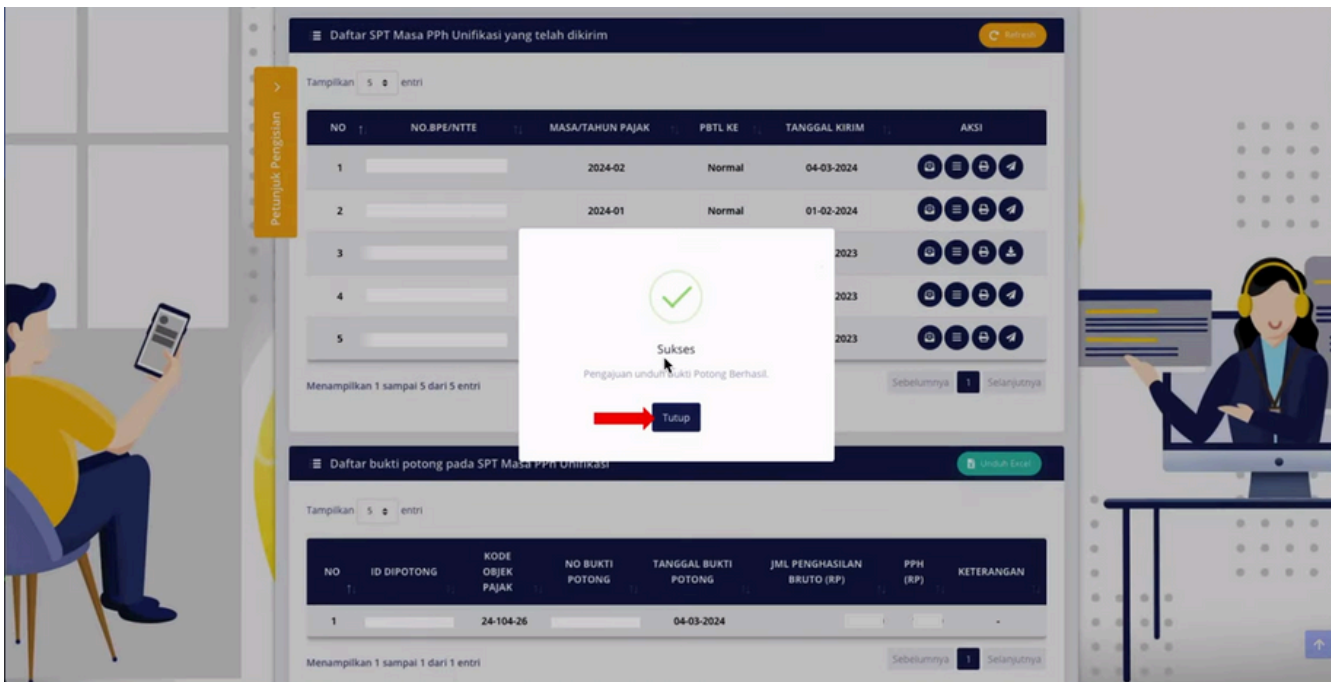 Daftar SPT Masa PPh Unifikasi yang telah dikirim
Refresh
Petunjuk Pengisian
Tampilkan 5 entri
NO NO.BPE/NTTE MASA/TAHUN PAJAK PBTL KE TANGGAL KIRIM AKSI
1 2024-02 Normal 04-03-2024
2 2024-01 Normal 01-02-2024
3 2023
4 2023
5 2023
Sukses
Pengajuan unduh Bukti Potong Berhasil.
Tutup
Menampilkan 1 sampai 5 dari 5 entri
Sebelumnya 1 Selanjutnya
Daftar bukti potong pada SPT Masa PPh Unifikasi
Unduh Excel
Tampilkan 5 entri
NO ID DIPOTONG KODE OBJEK PAJAK NO BUKTI POTONG TANGGAL BUKTI POTONG JML PENGHASILAN BRUTO (RP) PPH (RP) KETERANGAN
1 24-104-26 04-03-2024 -
Menampilkan 1 sampai 1 dari 1 entri
Sebelumnya 1 Selanjutnya